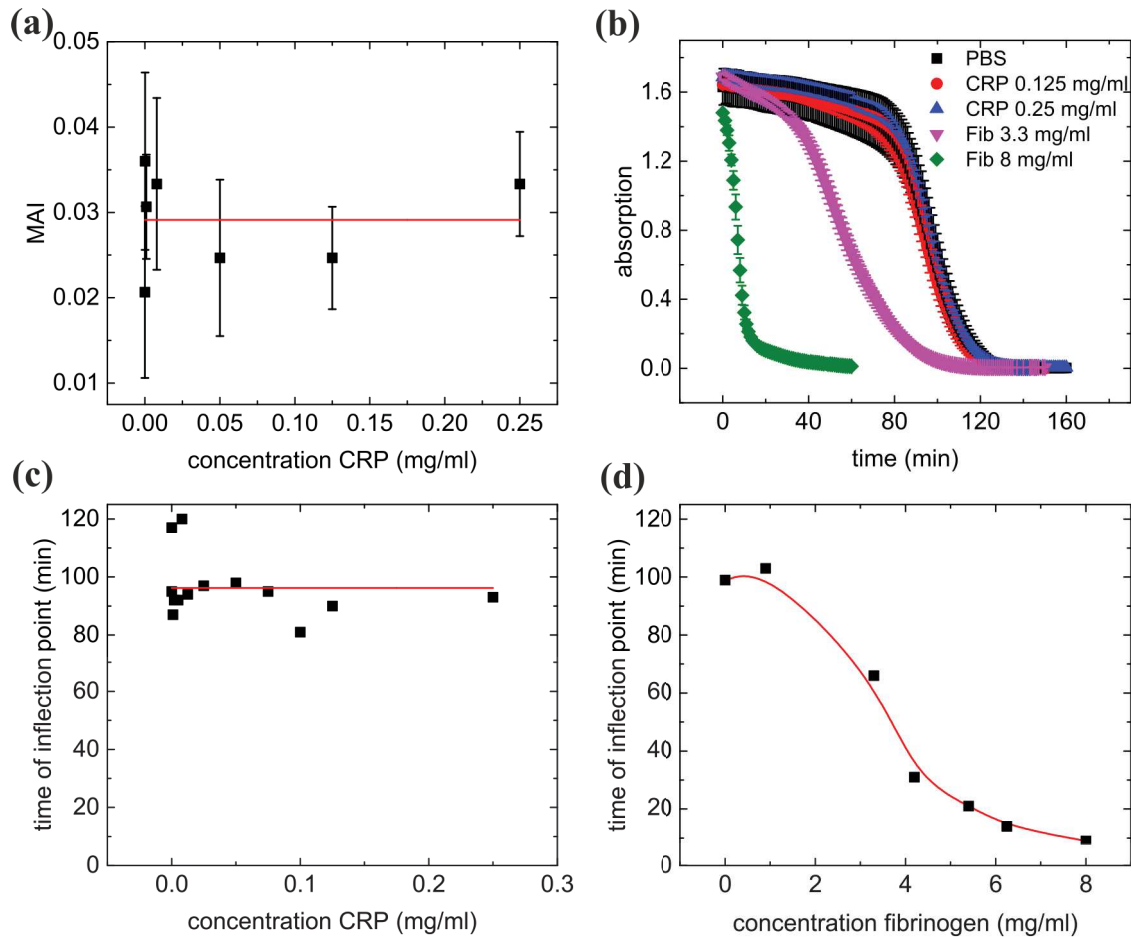 (a)
0.05
0.04
0.03
0.02
0.01
MAI
0.00 0.05 0.10 0.15 0.20 0.25
concentration CRP (mg/ml)
(b)
PBS
CRP 0.125 mg/ml
CRP 0.25 mg/ml
Fib 3.3 mg/ml
Fib 8 mg/ml
1.6
1.2
0.8
0.4
0.0
absorption
0 40 80 120 160
time (min)
(c)
120
100
80
60
40
20
0
time of inflection point (min)
0.0 0.1 0.2 0.3
concentration CRP (mg/ml)
(d)
120
100
80
60
40
20
0
time of inflection point (min)
0 2 4 6 8
concentration fibrinogen (mg/ml)